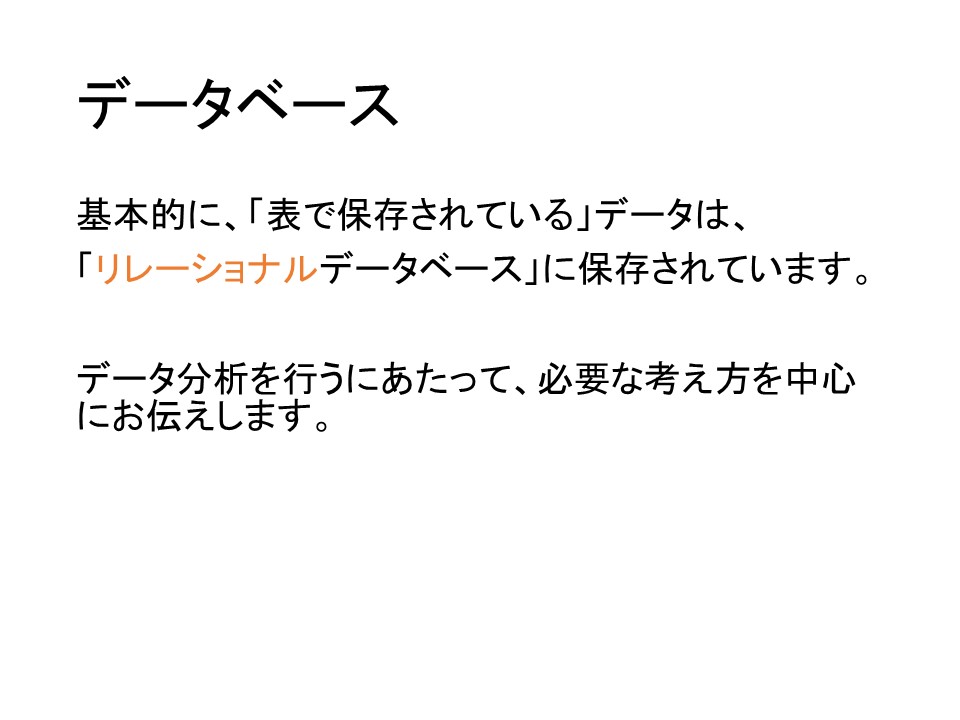 データベース
基本的に、「表で保存されている」データは、
「リレーショナルデータベース」に保存されています。
データ分析を行うにあたって、必要な考え方を中心
にお伝えします。